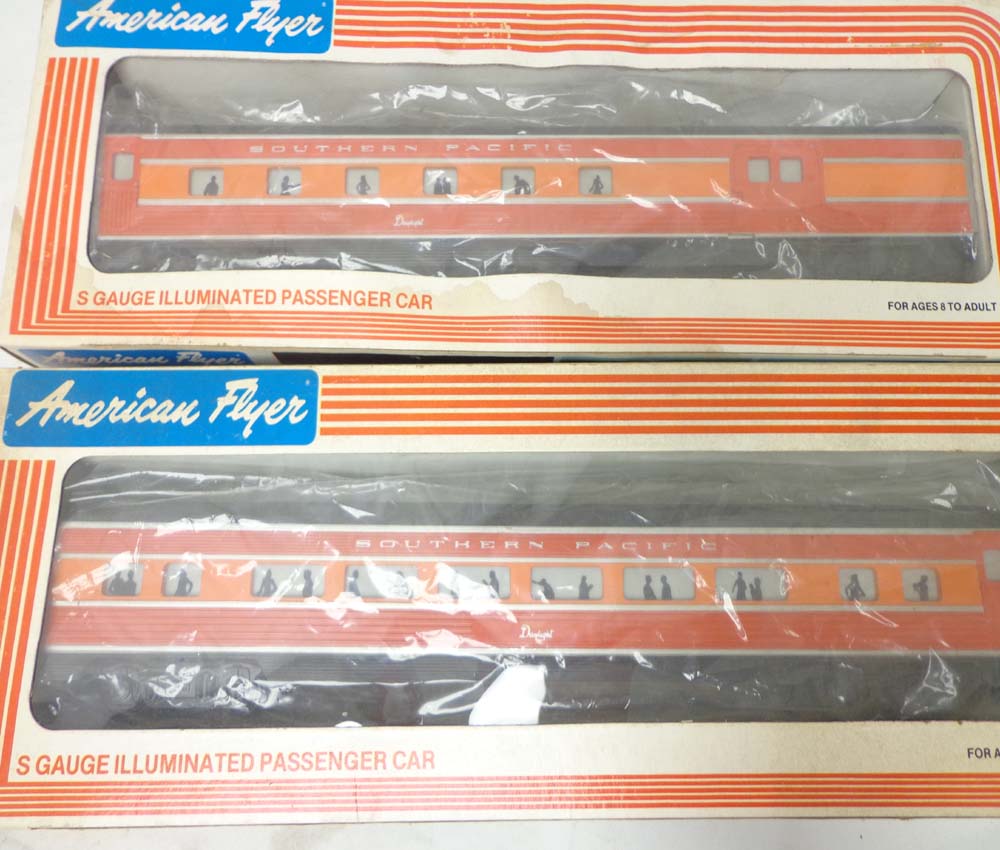 American Flyer
SOUTHERN PACIFIC
Daylight
S GAUGE ILLUMINATED PASSENGER CAR
FOR AGES 8 TO ADULT
American Flyer
American Flyer
SOUTHERN PACIFIC
Daylight
S GAUGE ILLUMINATED PASSENGER CAR
FOR A